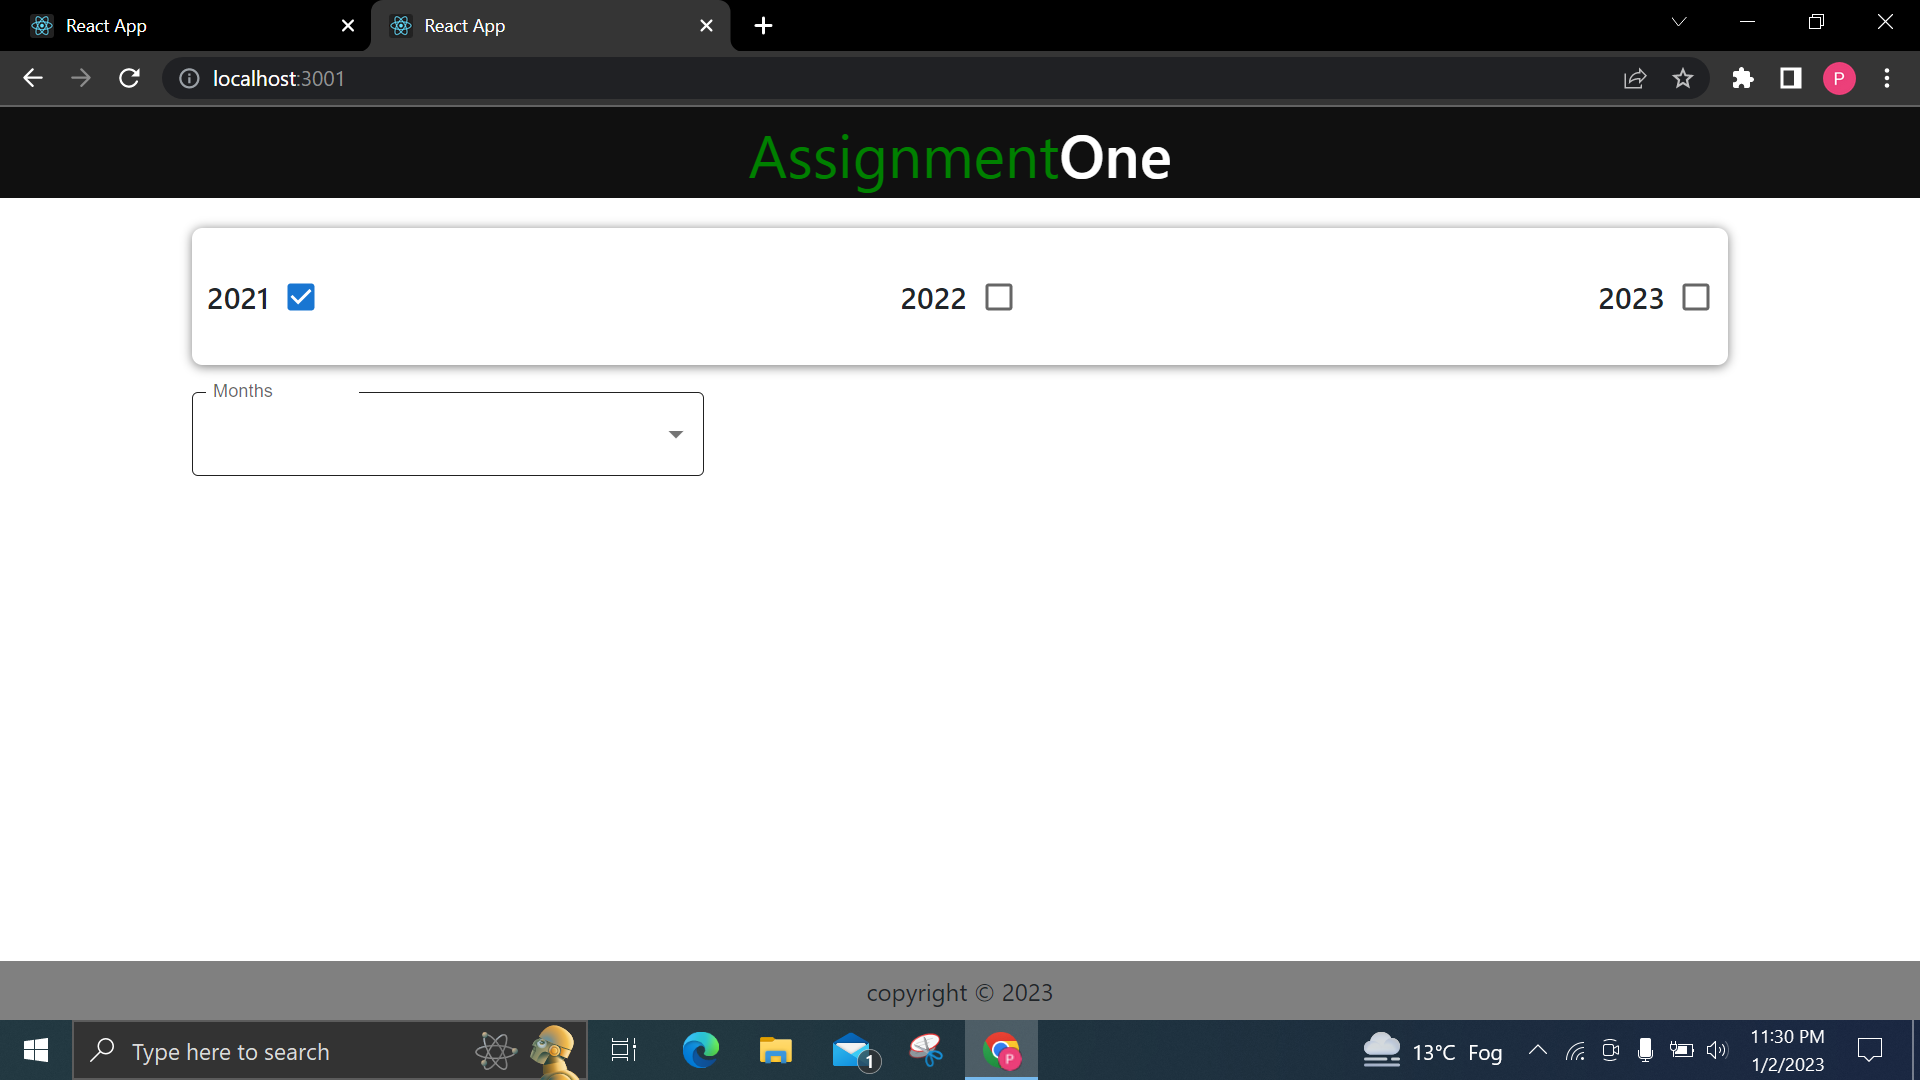 React App
React App
localhost:3001
P
AssignmentOne
2021
2022
2023
Months
copyright © 2023
Type here to search
1
P
13°C Fog
11:30 PM
1/2/2023